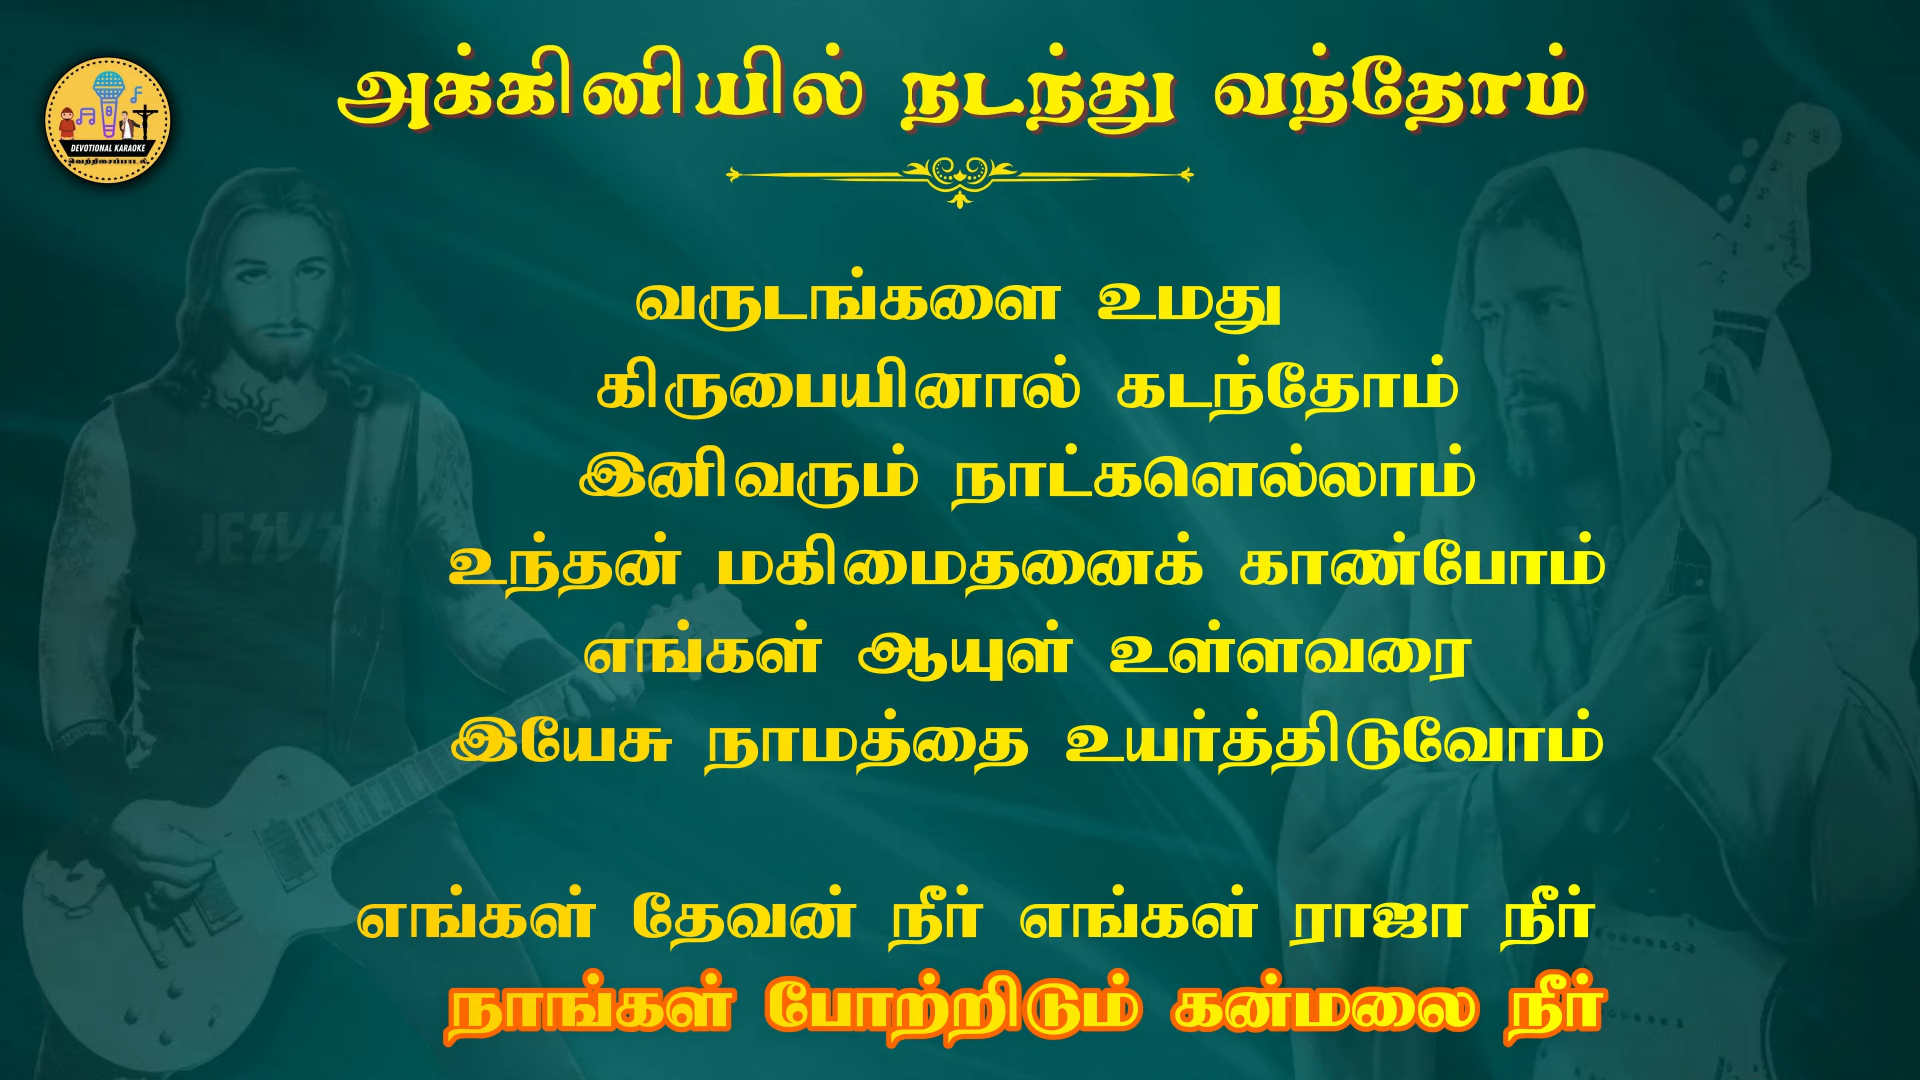 அக்கினியில் நடந்து வந்தோம்
DEVOTIONAL KARAOKE
வருடங்களை உமது
கிருபையினால் கடந்தோம்
இனிவரும் நாட்களெல்லாம்
உந்தன் மகிமைதனைக் காண்போம்
எங்கள் ஆயுள் உள்ளவரை
இயேசு நாமத்தை உயர்த்திடுவோம்
JESUS
எங்கள் தேவன் நீர் எங்கள் ராஜா நீர்
நாங்கள் போற்றிடும் கன்மலை நீர்